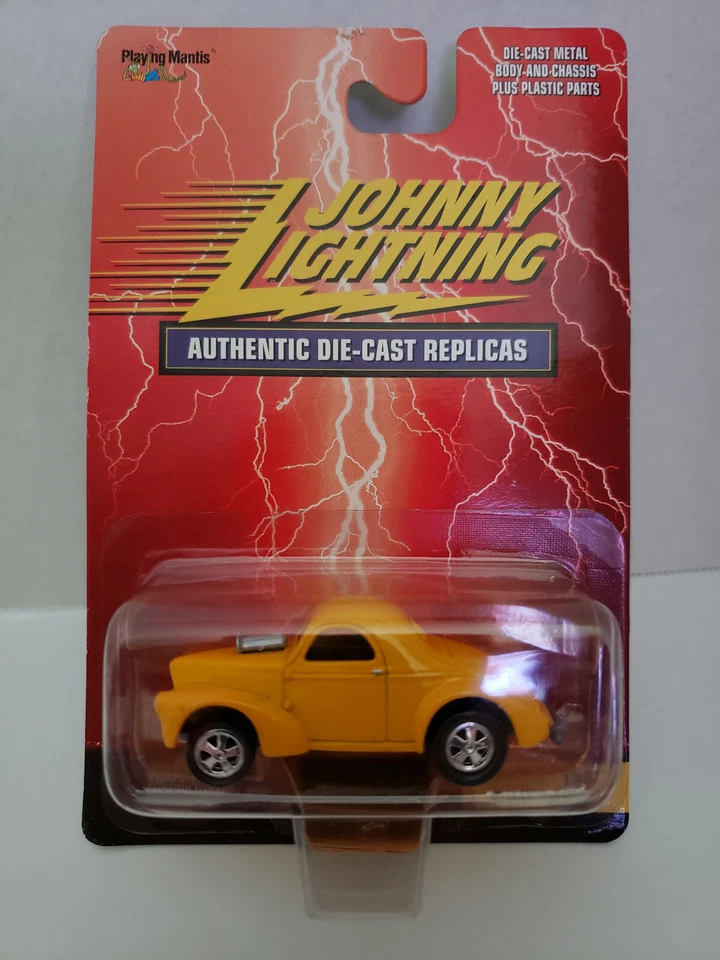 Playing Mantis
DIE-CAST METAL
BODY AND CHASSIS
PLUS PLASTIC PARTS
JOHNNY
LIGHTNING
AUTHENTIC DIE-CAST REPLICAS